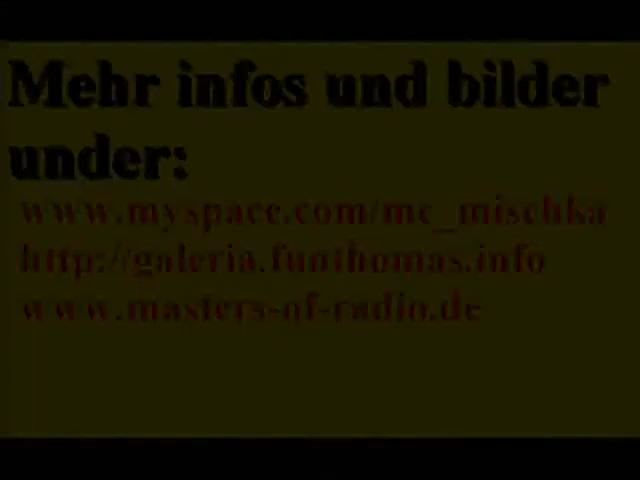 Mehr infos und bilder
under:
www.myspace.com/mc_mischka
http://galeria.funthomas.info
www.masters-of-radio.de